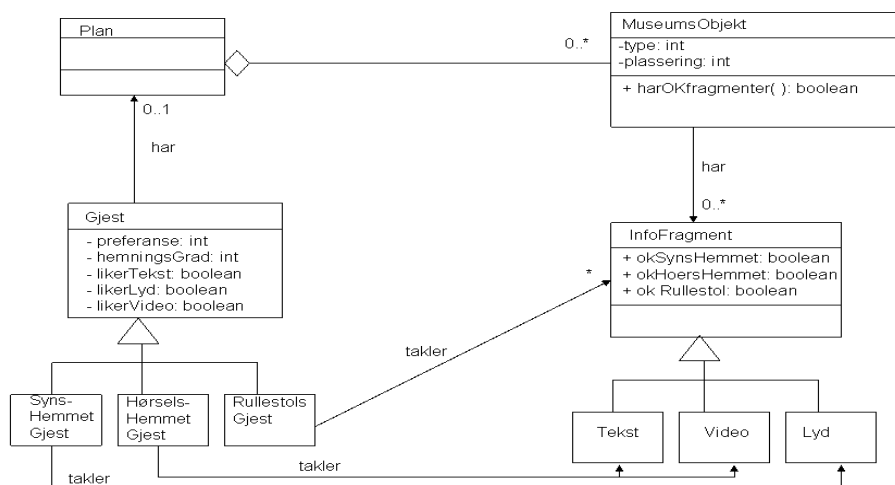 Plan
MuseumsObjekt
-type: int
-plassering: int
+ harOKfragmenter( ): boolean
0..*
0..1
har
har
0..*
Gjest
- preferanse: int
- hemningsGrad: int
- likerTekst: boolean
- likerLyd: boolean
- likerVideo: boolean
InfoFragment
+ okSynsHemmet: boolean
+ okHoersHemmet: boolean
+ ok Rullestol: boolean
*
takler
Syns-
Hemmet
Gjest
Hørsels-
Hemmet
Gjest
Rullestols
Gjest
Tekst
Video
Lyd
takler
takler